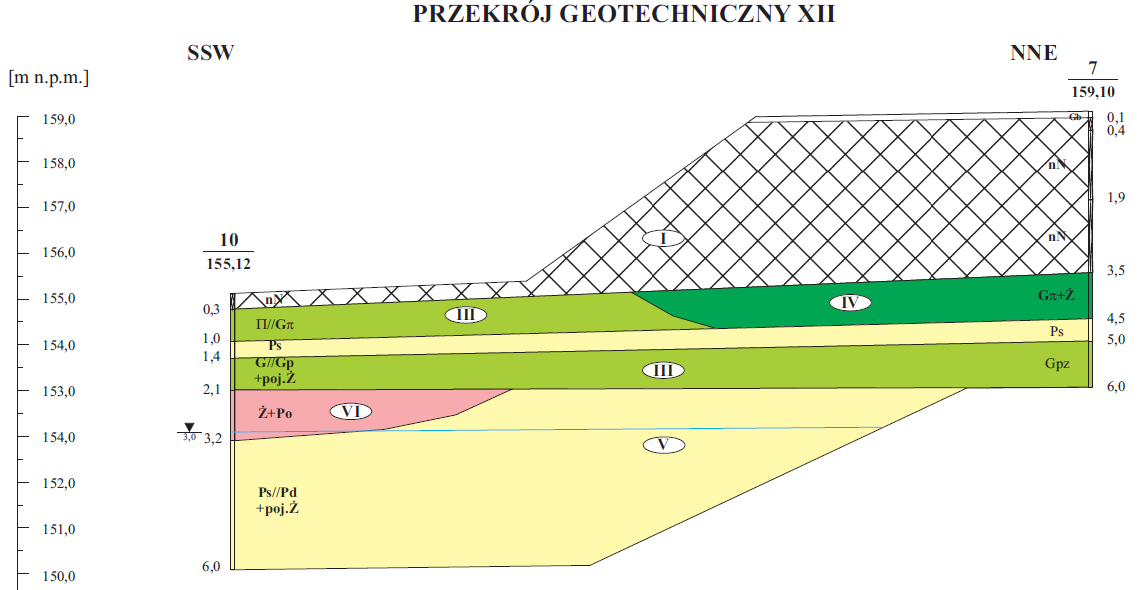 PRZEKRÓJ GEOTECHNICZNY XII
SSW
NNE
[m n.p.m.]
7
159,10
159,0
158,0
157,0
156,0
155,0
154,0
153,0
154,0
152,0
151,0
150,0
10
155,12
0,3
1,0
1,4
2,1
3,0
3,2
6,0
nN
Π//Gπ
Ps
G//Gp
+poj.Ż
Ż+Po
Ps//Pd
+poj.Ż
I
III
IV
III
VI
V
Gb
nN
nN
Gπ+Ż
Ps
Gpz
0,1
0,4
1,9
3,5
4,5
5,0
6,0